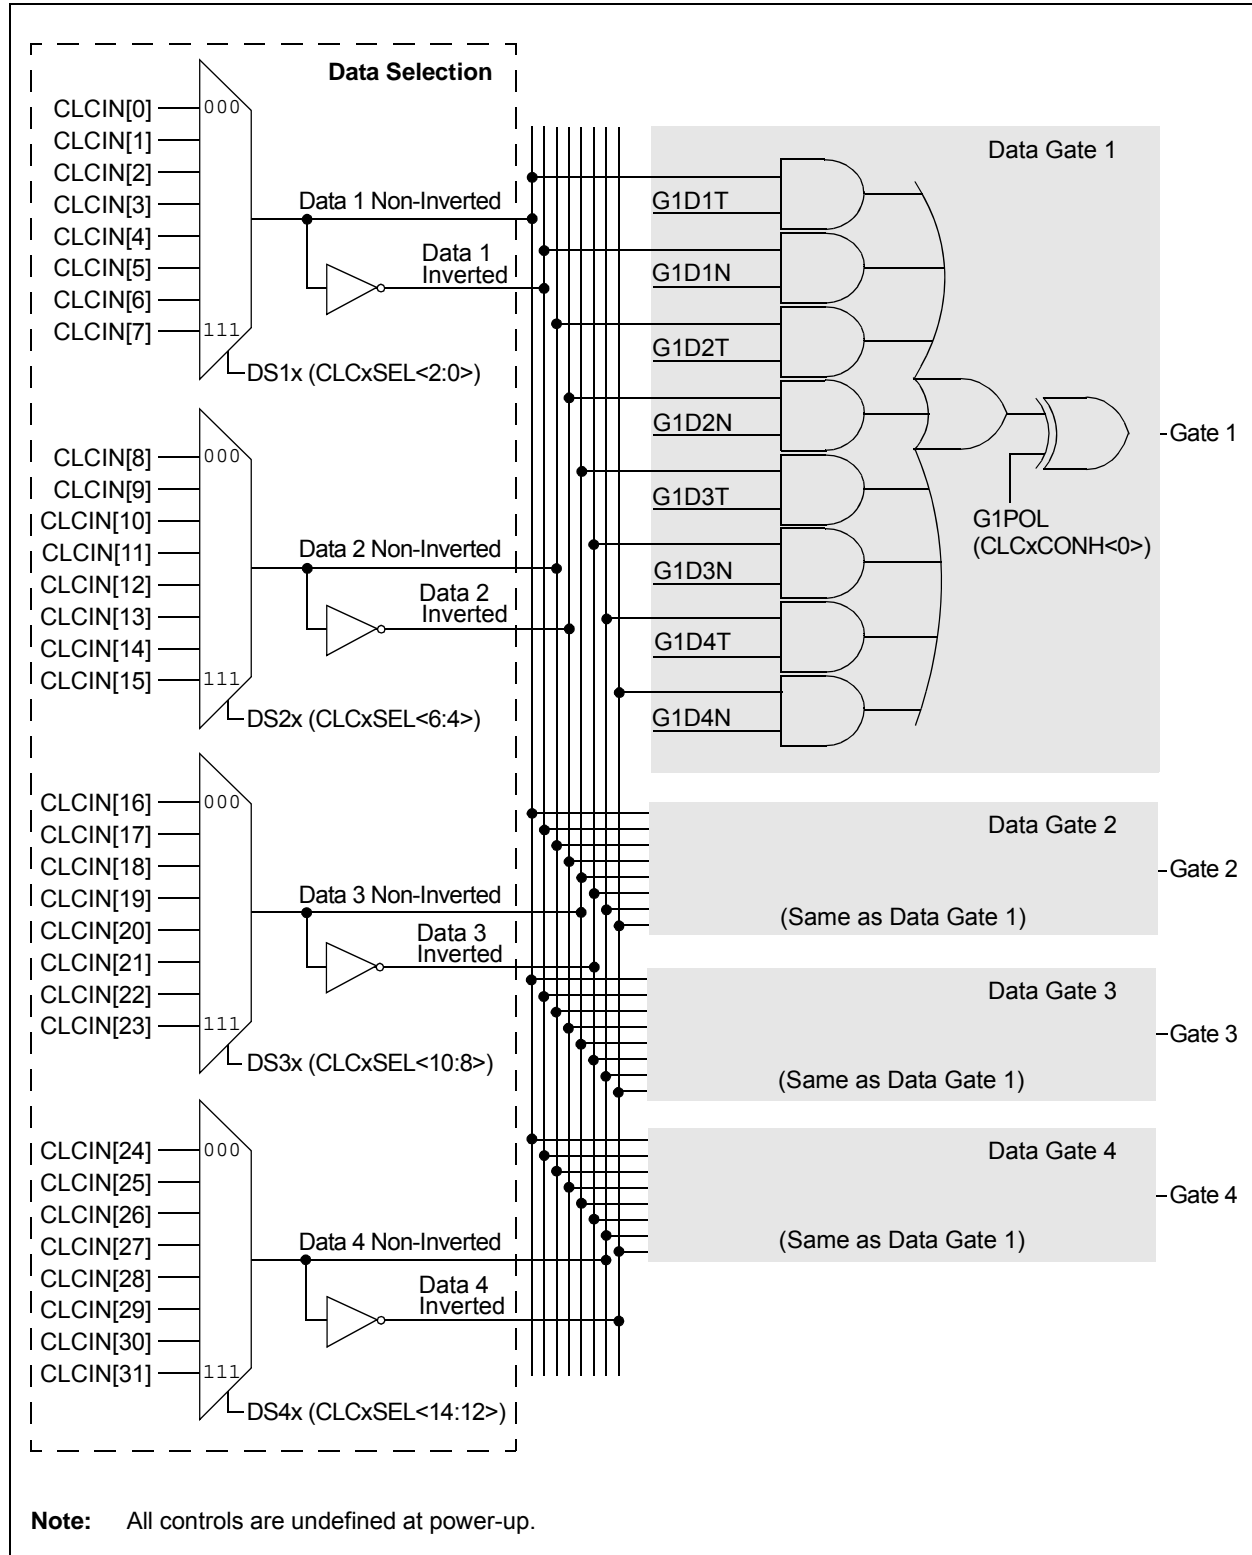 Data Selection
CLCIN[0]
000
CLCIN[1]
CLCIN[2]
CLCIN[3]
CLCIN[4]
CLCIN[5]
CLCIN[6]
CLCIN[7]
111
Data 1 Non-Inverted
Data 1
Inverted
DS1x (CLCxSEL<2:0>)
CLCIN[8]
000
CLCIN[9]
CLCIN[10]
CLCIN[11]
CLCIN[12]
CLCIN[13]
CLCIN[14]
CLCIN[15]
111
Data 2 Non-Inverted
Data 2
Inverted
DS2x (CLCxSEL<6:4>)
CLCIN[16]
000
CLCIN[17]
CLCIN[18]
CLCIN[19]
CLCIN[20]
CLCIN[21]
CLCIN[22]
CLCIN[23]
111
Data 3 Non-Inverted
Data 3
Inverted
DS3x (CLCxSEL<10:8>)
CLCIN[24]
000
CLCIN[25]
CLCIN[26]
CLCIN[27]
CLCIN[28]
CLCIN[29]
CLCIN[30]
CLCIN[31]
111
Data 4 Non-Inverted
Data 4
Inverted
DS4x (CLCxSEL<14:12>)
Data Gate 1
G1D1T
G1D1N
G1D2T
G1D2N
G1D3T
G1D3N
G1D4T
G1D4N
G1POL
(CLCxCONH<0>)
Gate 1
Data Gate 2
(Same as Data Gate 1)
Gate 2
Data Gate 3
(Same as Data Gate 1)
Gate 3
Data Gate 4
(Same as Data Gate 1)
Gate 4
Note: All controls are undefined at power-up.